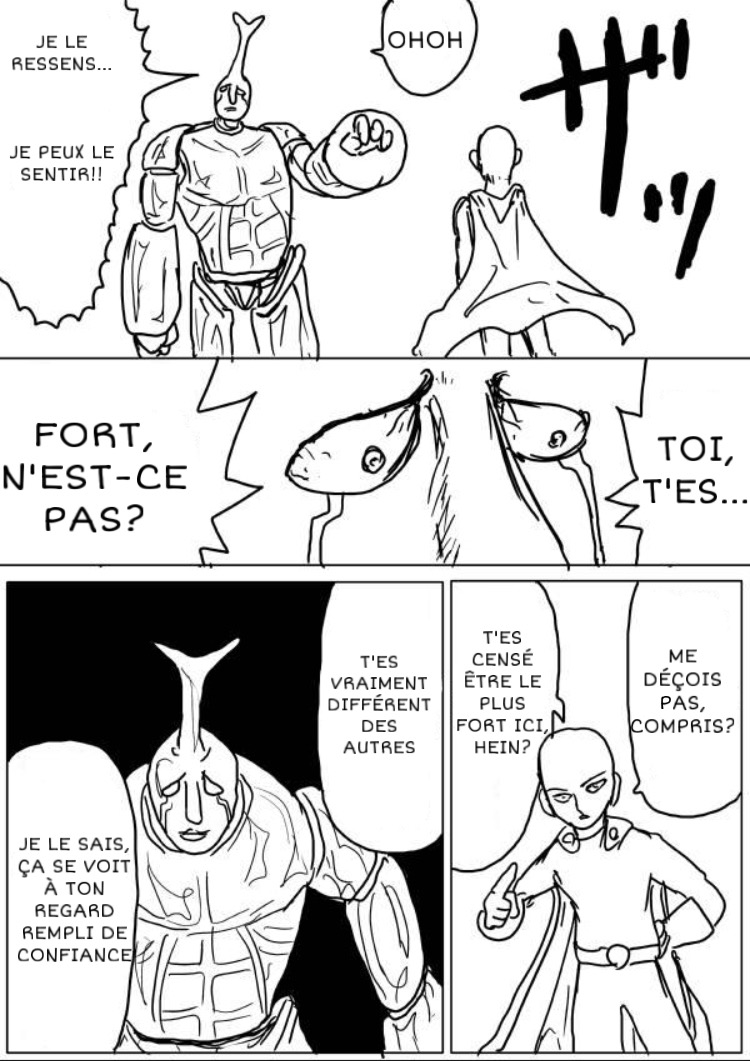 ザッ
OHOH
JE LE
RESSENS...
JE PEUX LE
SENTIR!!
TOI,
T'ES...
FORT,
N'EST-CE
PAS?
ME
DÉÇOIS
PAS,
COMPRIS?
T'ES
CENSÉ
ÊTRE LE
PLUS
FORT ICI,
HEIN?
T'ES
VRAIMENT
DIFFÉRENT
DES
AUTRES
JE LE SAIS,
ÇA SE VOIT
À TON
REGARD
REMPLI DE
CONFIANCE